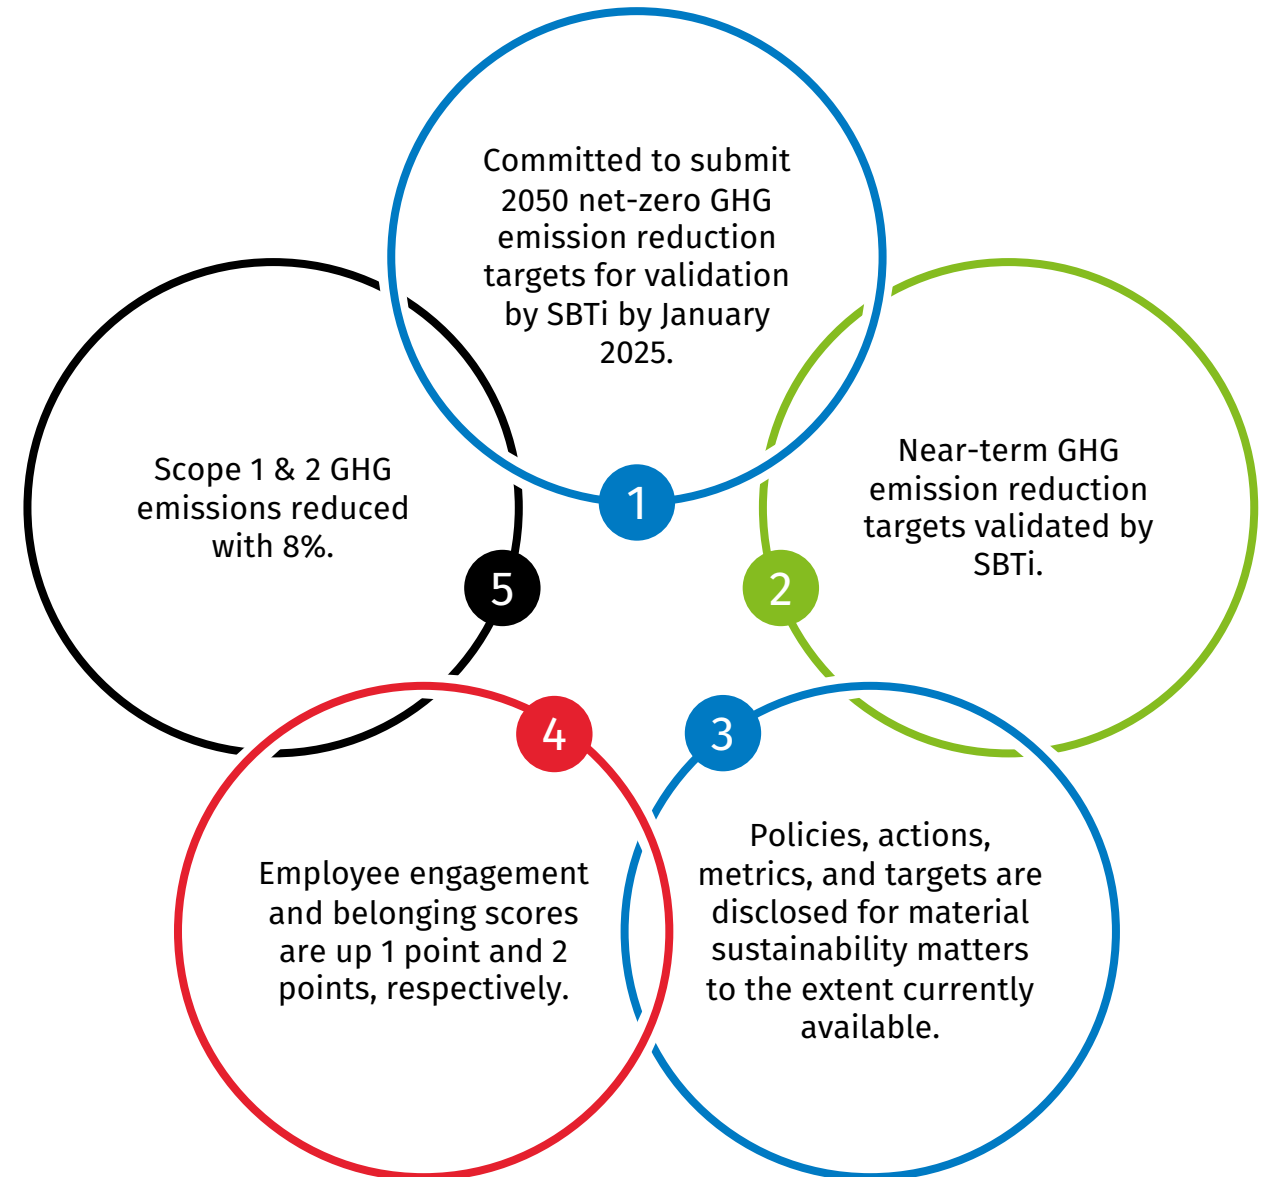 Committed to submit
2050 net-zero GHG
emission reduction
targets for validation
by SBTi by January
2025.
1
Near-term GHG
emission reduction
targets validated by
SBTi.
2
3
Policies, actions,
metrics, and targets are
disclosed for material
sustainability matters
to the extent currently
available.
4
Employee engagement
and belonging scores
are up 1 point and 2
points, respectively.
Scope 1 & 2 GHG
emissions reduced
with 8%.
5